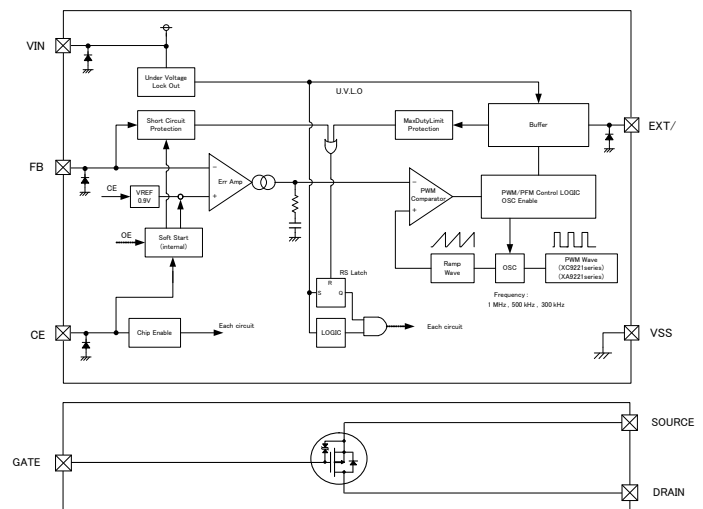 VIN
Under Voltage
Lock Out
U.V.L.O
Short Circuit
Protection
MaxDutyLimit
Protection
Buffer
EXT/
FB
CE
VREF
0.9V
−
+
Err Amp
−
+
PWM
Comparator
PWM/PFM Control LOGIC
OSC Enable
OE
Soft Start
(internal)
Ramp
Wave
OSC
PWM Wave
(XC9221series)
(XA9221series)
Frequency :
1 MHz , 500 kHz , 300 kHz
RS Latch
R
S
Q
LOGIC
Each circuit
CE
Chip Enable
Each circuit
VSS
GATE
SOURCE
DRAIN